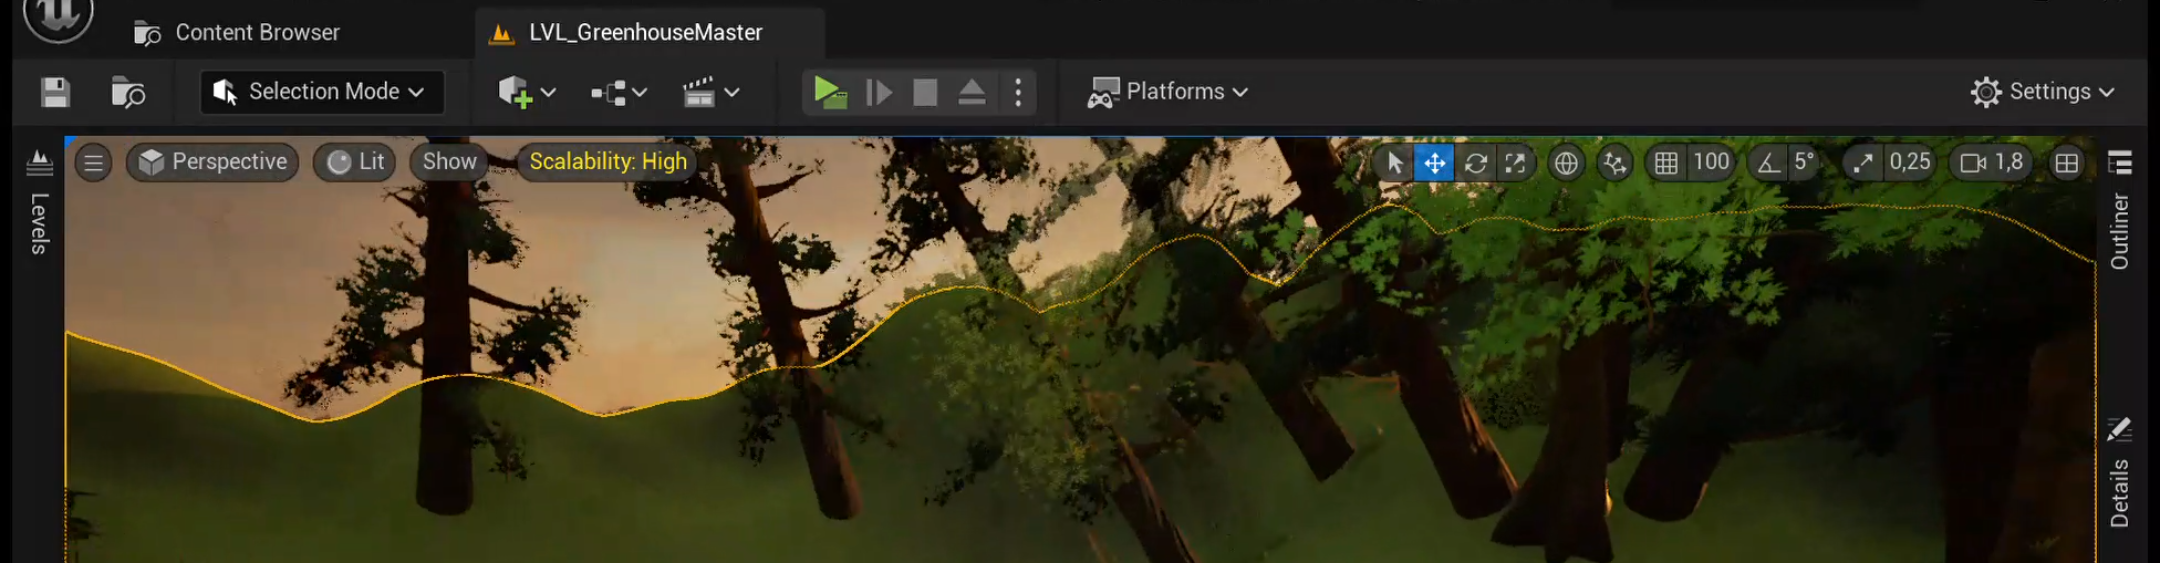 Content Browser
LVL_GreenhouseMaster
Selection Mode
Platforms
Settings
Perspective
Lit
Show
Scalability: High
100
5°
0,25
1,8
Levels
Outliner
Details